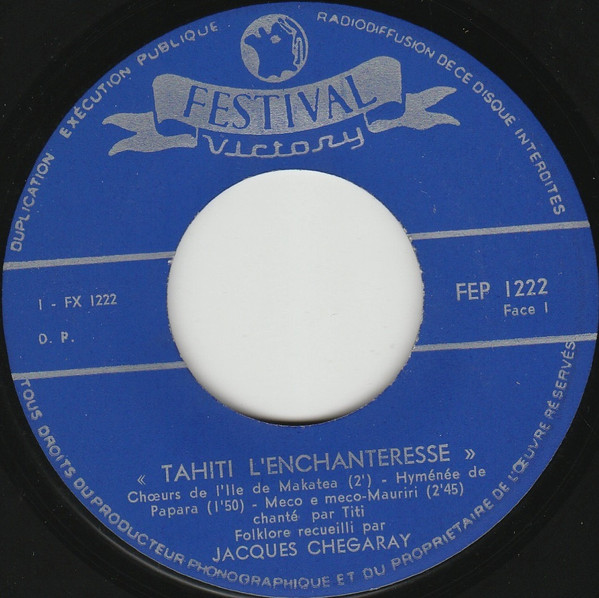 DUPLICATION EXÉCUTION PUBLIQUE RADIODIFFUSION DE CE DISQUE INTERDITES
FESTIVAL
Victory
1 - FX 1222
D. P.
FEP 1222
Face 1
« TAHITI L'ENCHANTERESSE »
Chœurs de l'Ile de Makatea (2') - Hyménée de
Papara (1'50) - Meco e meco-Mauriri (2'45)
chanté par Titi
Folklore recueilli par
JACQUES CHEGARAY
TOUS DROITS DU PRODUCTEUR PHONOGRAPHIQUE ET DU PROPRIETAIRE DE L'ŒUVRE RÉSERVÉS